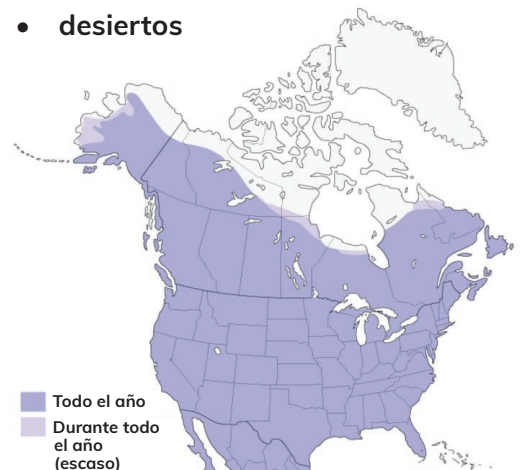 • desiertos
Todo el año
Durante todo
el año
(escaso)